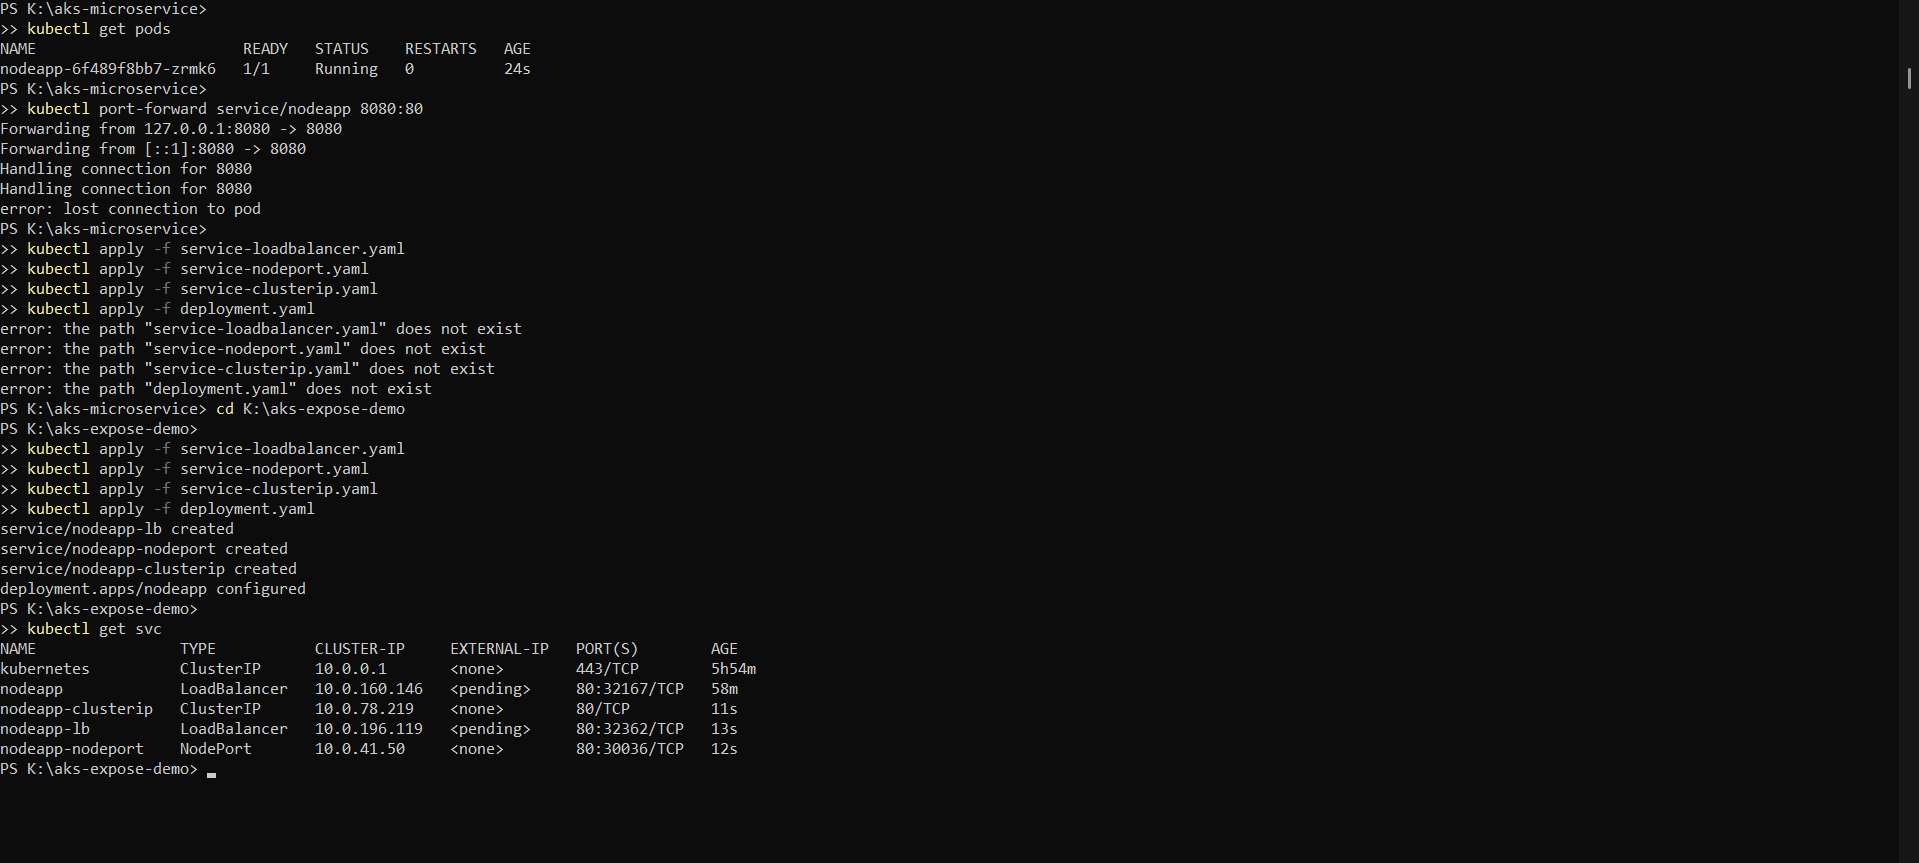 PS K:\aks-microservice>
>> kubectl get pods
NAME                       READY   STATUS    RESTARTS   AGE
nodeapp-6f489f8bb7-zrmk6   1/1     Running   0          24s
PS K:\aks-microservice>
>> kubectl port-forward service/nodeapp 8080:80
Forwarding from 127.0.0.1:8080 -> 8080
Forwarding from [::1]:8080 -> 8080
Handling connection for 8080
Handling connection for 8080
error: lost connection to pod
PS K:\aks-microservice>
>> kubectl apply -f service-loadbalancer.yaml
>> kubectl apply -f service-nodeport.yaml
>> kubectl apply -f service-clusterip.yaml
>> kubectl apply -f deployment.yaml
error: the path "service-loadbalancer.yaml" does not exist
error: the path "service-nodeport.yaml" does not exist
error: the path "service-clusterip.yaml" does not exist
error: the path "deployment.yaml" does not exist
PS K:\aks-microservice> cd K:\aks-expose-demo
PS K:\aks-expose-demo>
>> kubectl apply -f service-loadbalancer.yaml
>> kubectl apply -f service-nodeport.yaml
>> kubectl apply -f service-clusterip.yaml
>> kubectl apply -f deployment.yaml
service/nodeapp-lb created
service/nodeapp-nodeport created
service/nodeapp-clusterip created
deployment.apps/nodeapp configured
PS K:\aks-expose-demo>
>> kubectl get svc
NAME                TYPE           CLUSTER-IP     EXTERNAL-IP   PORT(S)        AGE
kubernetes          ClusterIP      10.0.0.1       <none>        443/TCP        5h54m
nodeapp             LoadBalancer   10.0.160.146   <pending>     80:32167/TCP   58m
nodeapp-clusterip   ClusterIP      10.0.78.219    <none>        80/TCP         11s
nodeapp-lb          LoadBalancer   10.0.196.119   <pending>     80:32362/TCP   13s
nodeapp-nodeport    NodePort       10.0.41.50     <none>        80:30036/TCP   12s
PS K:\aks-expose-demo>